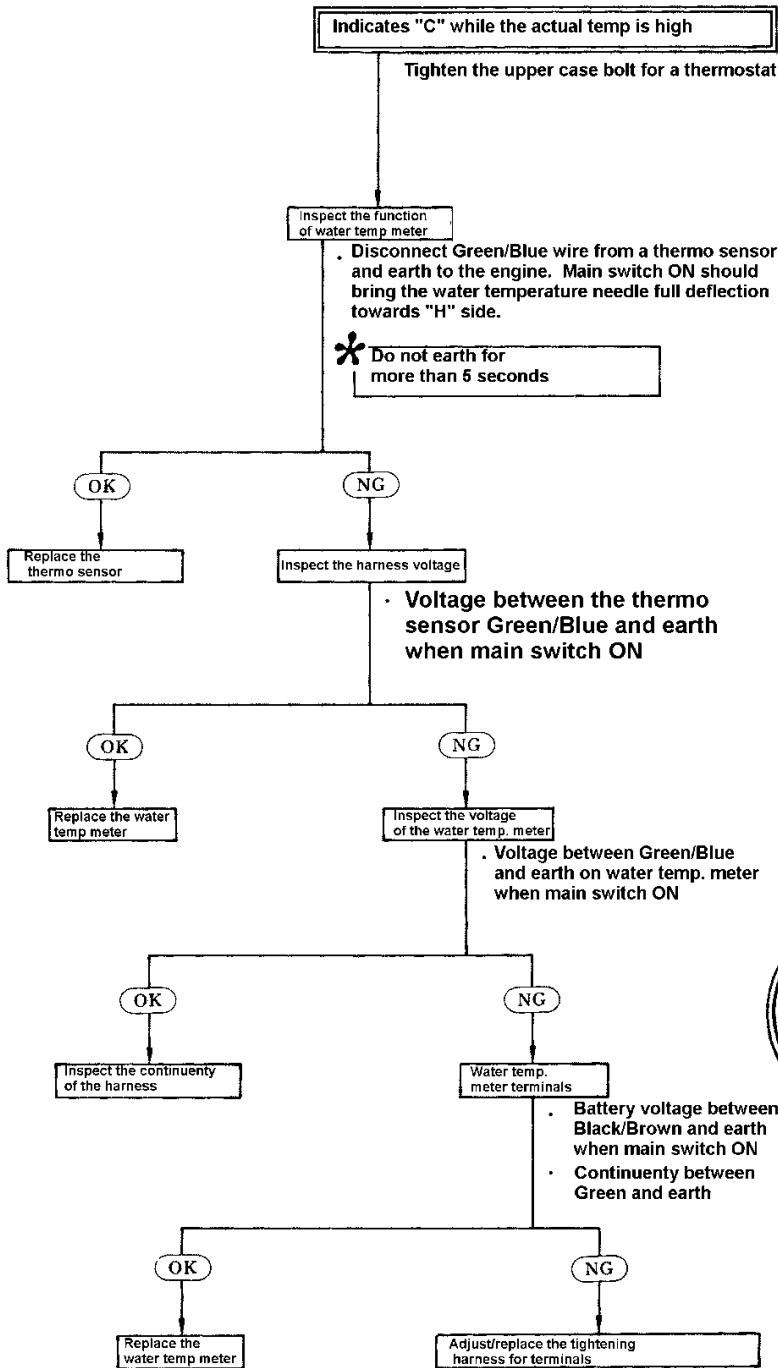 Indicates "C" while the actual temp is high
Tighten the upper case bolt for a thermostat
Inspect the function
of water temp meter
. Disconnect Green/Blue wire from a thermo sensor
and earth to the engine. Main switch ON should
bring the water temperature needle full deflection
towards "H" side.
* Do not earth for
more than 5 seconds
OK
NG
Replace the
thermo sensor
Inspect the harness voltage
· Voltage between the thermo
sensor Green/Blue and earth
when main switch ON
OK
NG
Replace the water
temp meter
Inspect the voltage
of the water temp. meter
. Voltage between Green/Blue
and earth on water temp. meter
when main switch ON
OK
NG
Inspect the continuenty
of the harness
Water temp.
meter terminals
. Battery voltage between
Black/Brown and earth
when main switch ON
· Continuenty between
Green and earth
OK
NG
Replace the
water temp meter
Adjust/replace the tightening
harness for terminals